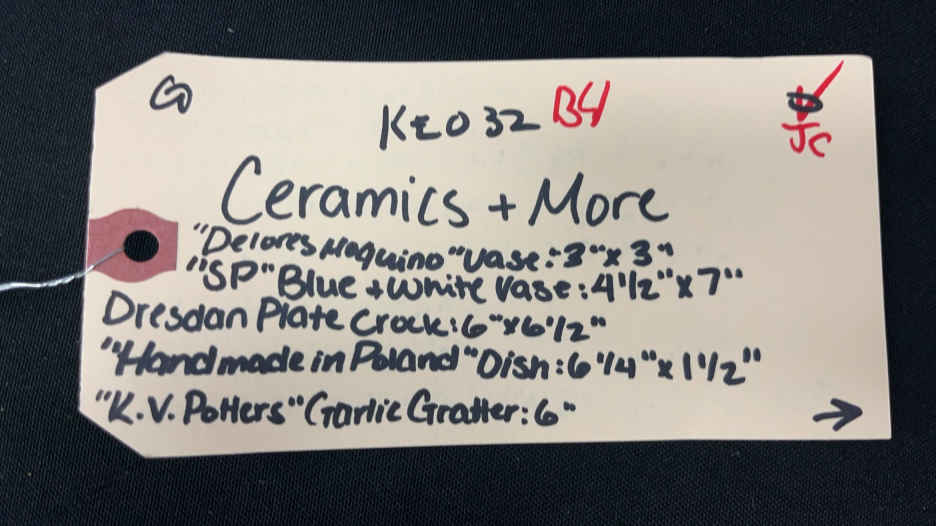 KEO32 B4
JC
Ceramics + More
"Delores Maquino" Vase: 3" x 3"
"SP" Blue + White Vase: 4 1/2" x 7"
Dresdan Plate Crock: 6" x 6 1/2"
"Handmade in Poland" Dish: 6 1/4" x 1 1/2"
"K.V. Potters" Garlic Gratter: 6"
→